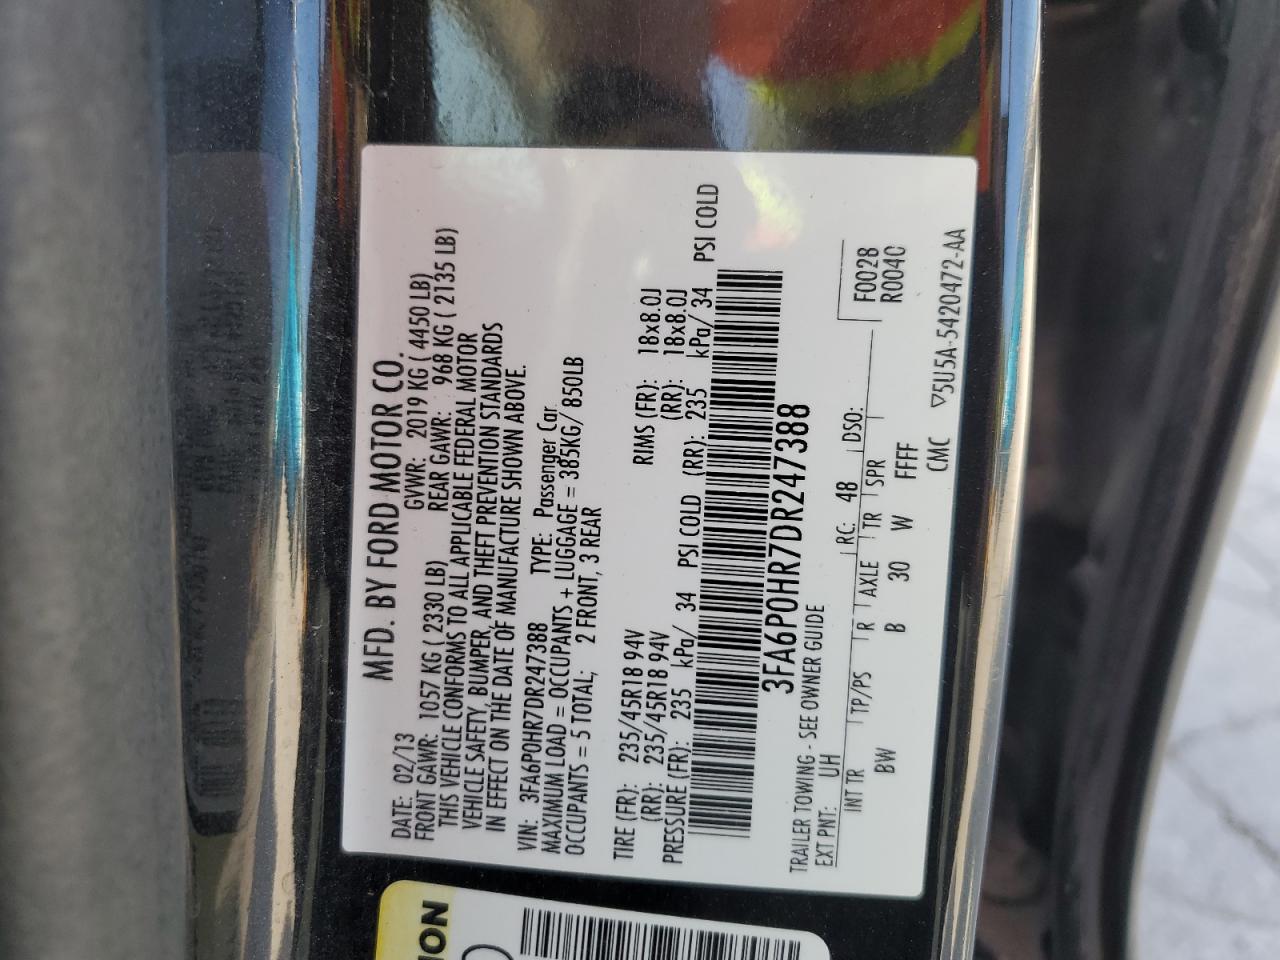 MFD. BY FORD MOTOR CO.
DATE: 02/13 GVWR: 2019 KG ( 4450 LB)
FRONT GAWR: 1057 KG ( 2330 LB) REAR GAWR: 968 KG ( 2135 LB)
THIS VEHICLE CONFORMS TO ALL APPLICABLE FEDERAL MOTOR
VEHICLE SAFETY, BUMPER, AND THEFT PREVENTION STANDARDS
IN EFFECT ON THE DATE OF MANUFACTURE SHOWN ABOVE.
VIN: 3FA6P0HR7DR247388 TYPE: Passenger Car
MAXIMUM LOAD = OCCUPANTS + LUGGAGE = 385KG/ 850LB
OCCUPANTS = 5 TOTAL; 2 FRONT, 3 REAR
TIRE (FR): 235/45R18 94V RIMS (FR): 18x8.0J
(RR): 235/45R18 94V (RR): 18x8.0J
PRESSURE (FR): 235 kPa/ 34 PSI COLD (RR): 235 kPa/ 34 PSI COLD
3FA6P0HR7DR247388
TRAILER TOWING - SEE OWNER GUIDE
EXT PNT: UH RC: 48 DSO: F0028
INT TR TP/PS R AXLE TR SPR R0040
BW B 30 W FFFF
CMC ▽5U5A-5420472-AA
ION